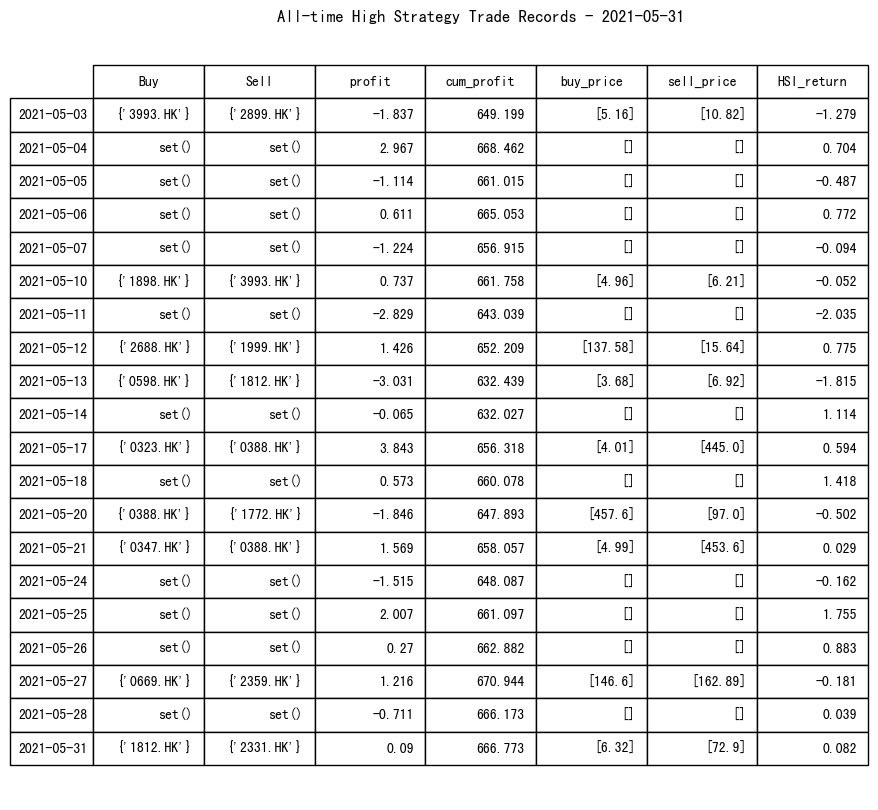 All-time High Strategy Trade Records - 2021-05-31
Buy Sell profit cum_profit buy_price sell_price HSI_return
2021-05-03 {'3993.HK'} {'2899.HK'} -1.837 649.199 [5.16] [10.82] -1.279
2021-05-04 set() set() 2.967 668.462 [] [] 0.704
2021-05-05 set() set() -1.114 661.015 [] [] -0.487
2021-05-06 set() set() 0.611 665.053 [] [] 0.772
2021-05-07 set() set() -1.224 656.915 [] [] -0.094
2021-05-10 {'1898.HK'} {'3993.HK'} 0.737 661.758 [4.96] [6.21] -0.052
2021-05-11 set() set() -2.829 643.039 [] [] -2.035
2021-05-12 {'2688.HK'} {'1999.HK'} 1.426 652.209 [137.58] [15.64] 0.775
2021-05-13 {'0598.HK'} {'1812.HK'} -3.031 632.439 [3.68] [6.92] -1.815
2021-05-14 set() set() -0.065 632.027 [] [] 1.114
2021-05-17 {'0323.HK'} {'0388.HK'} 3.843 656.318 [4.01] [445.0] 0.594
2021-05-18 set() set() 0.573 660.078 [] [] 1.418
2021-05-20 {'0388.HK'} {'1772.HK'} -1.846 647.893 [457.6] [97.0] -0.502
2021-05-21 {'0347.HK'} {'0388.HK'} 1.569 658.057 [4.99] [453.6] 0.029
2021-05-24 set() set() -1.515 648.087 [] [] -0.162
2021-05-25 set() set() 2.007 661.097 [] [] 1.755
2021-05-26 set() set() 0.27 662.882 [] [] 0.883
2021-05-27 {'0669.HK'} {'2359.HK'} 1.216 670.944 [146.6] [162.89] -0.181
2021-05-28 set() set() -0.711 666.173 [] [] 0.039
2021-05-31 {'1812.HK'} {'2331.HK'} 0.09 666.773 [6.32] [72.9] 0.082